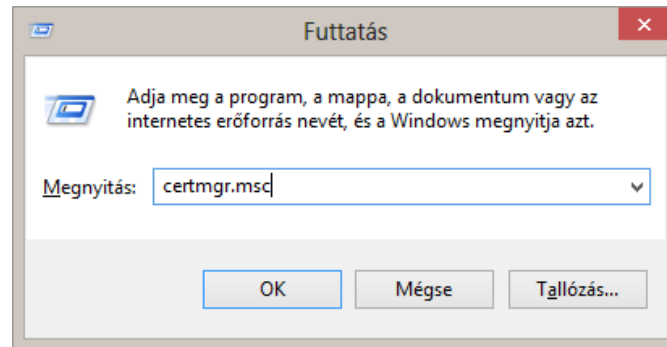 Futtatás
Adja meg a program, a mappa, a dokumentum vagy az
internetes erőforrás nevét, és a Windows megnyitja azt.
Megnyitás: certmgr.msc
OK Mégse Tallózás...